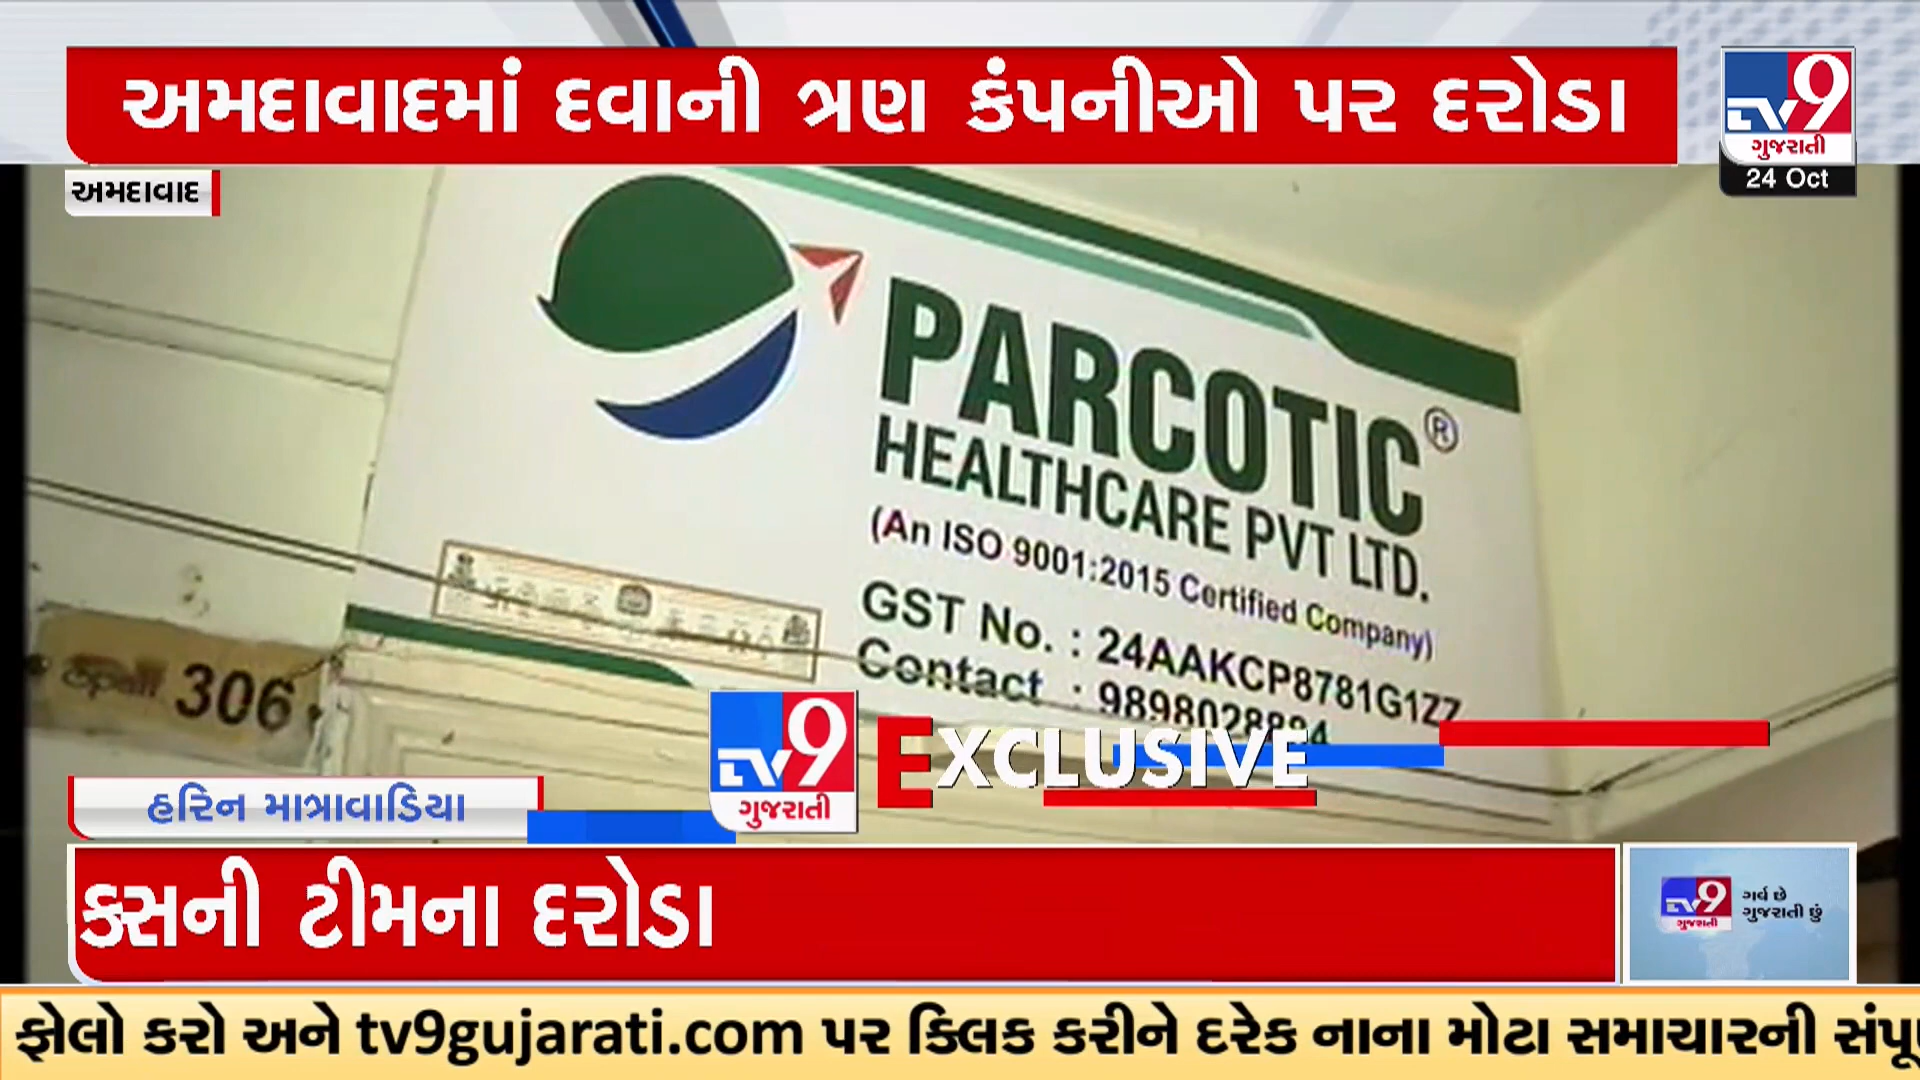 અમદાવાદમાં દવાની ત્રણ કંપનીઓ પર દરોડા
TV9
ગુજરાતી
24 Oct
અમદાવાદ
PARCOTIC®
HEALTHCARE PVT LTD.
(An ISO 9001:2015 Certified Company)
GST No. : 24AAKCP8781G1ZZ
Contact :
306
TV9
ગુજરાતી
EXCLUSIVE
હરિન માત્રાવાડિયા
ક્સની ટીમના દરોડા
TV9
ગુજરાતી
ગર્વ છે
ગુજરાતી છું
ફોલો કરો અને tv9gujarati.com પર ક્લિક કરીને દરેક નાના મોટા સમાચારની